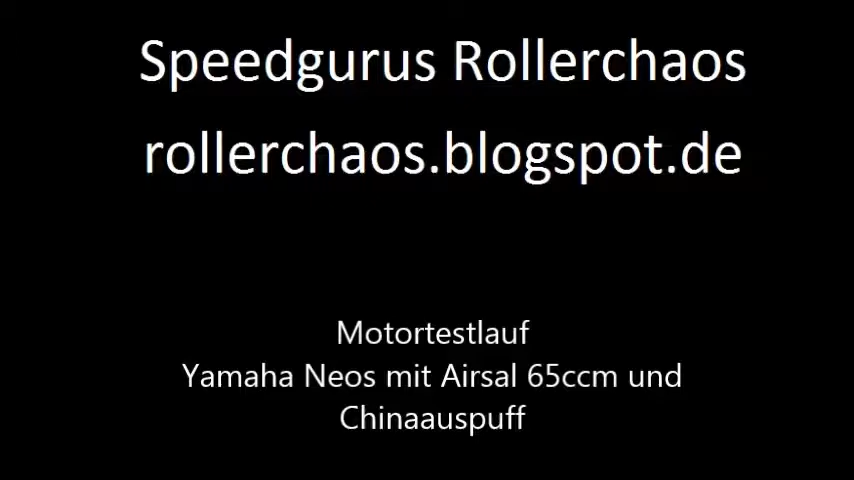 Speedgurus Rollerchaos
rollerchaos.blogspot.de
Motortestlauf
Yamaha Neos mit Airsal 65ccm und
Chinaauspuff